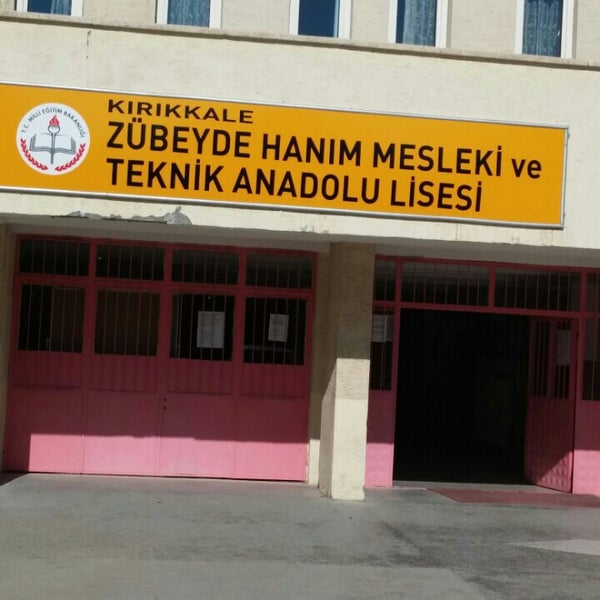 T.C. MİLLİ EĞİTİM BAKANLIĞI
KIRIKKALE
ZÜBEYDE HANIM MESLEKİ ve
TEKNİK ANADOLU LİSESİ